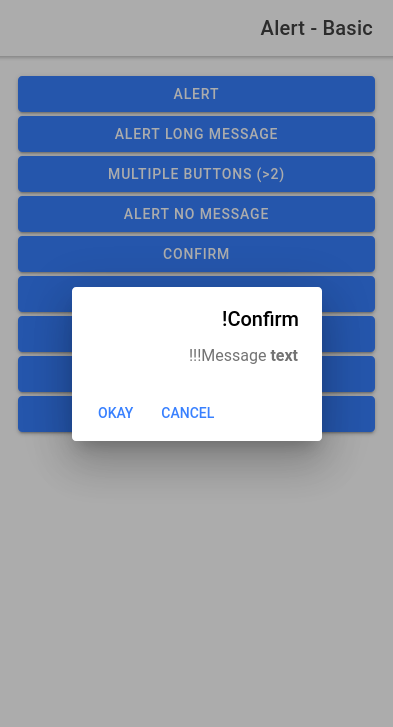 Alert - Basic
ALERT
ALERT LONG MESSAGE
MULTIPLE BUTTONS (>2)
ALERT NO MESSAGE
CONFIRM
!Confirm
!!!Message text
OKAY CANCEL